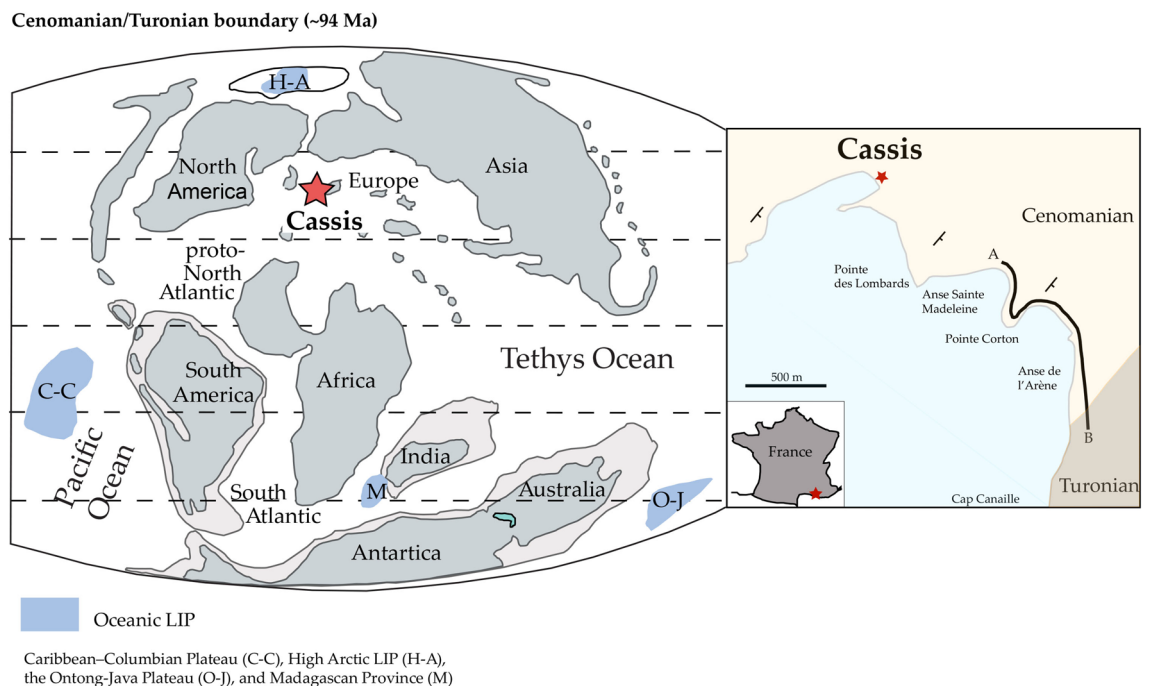 Cenomanian/Turonian boundary (~94 Ma)
H-A
North
America
Asia
Europe
Cassis
proto-
North
Atlantic
Tethys Ocean
South
America
Africa
C-C
Pacific
Ocean
India
M
South
Atlantic
Australia
O-J
Antartica
Cassis
Cenomanian
A
Pointe
des Lombards
Anse Sainte
Madeleine
Pointe Corton
Anse de
l'Arène
500 m
B
France
Turonian
Cap Canaille
Oceanic LIP
Caribbean–Columbian Plateau (C-C), High Arctic LIP (H-A),
the Ontong-Java Plateau (O-J), and Madagascan Province (M)